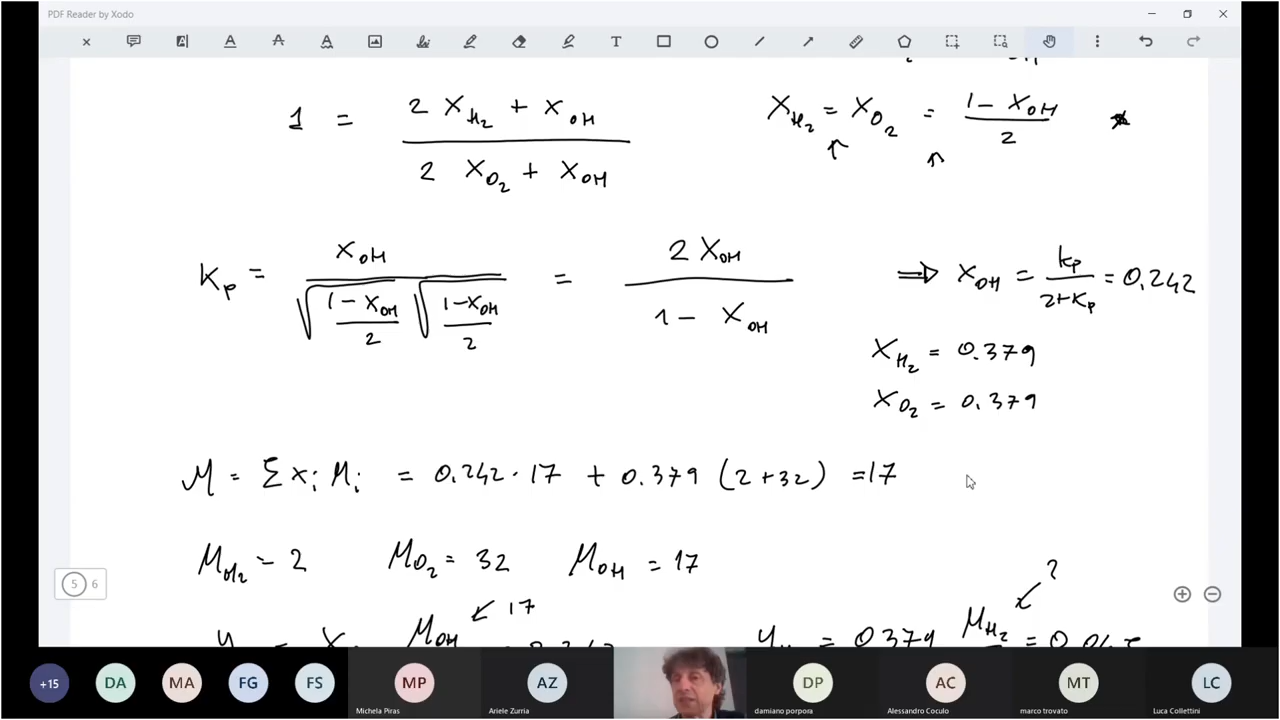 PDF Reader by Xodo
1 = (2 X_H2 + X_OH) / (2 X_O2 + X_OH)
X_H2 = X_O2 = (1 - X_OH) / 2 *
K_p = X_OH / (√((1 - X_OH)/2) √((1 - X_OH)/2)) = 2 X_OH / (1 - X_OH)
⇒ X_OH = K_p / (2+K_p) = 0.242
X_H2 = 0.379
X_O2 = 0.379
M = Σ x_i M_i = 0.242 · 17 + 0.379 (2 + 32) = 17
M_H2 = 2 M_O2 = 32 M_OH = 17
5 6
↙ 17
?
M_OH
= 0.379 M_H2
+15
DA
MA
FG
FS
MP
Michela Piras
AZ
Ariele Zurria
DP
damiano porpora
AC
Alessandro Coculo
MT
marco trovato
LC
Luca Collettini